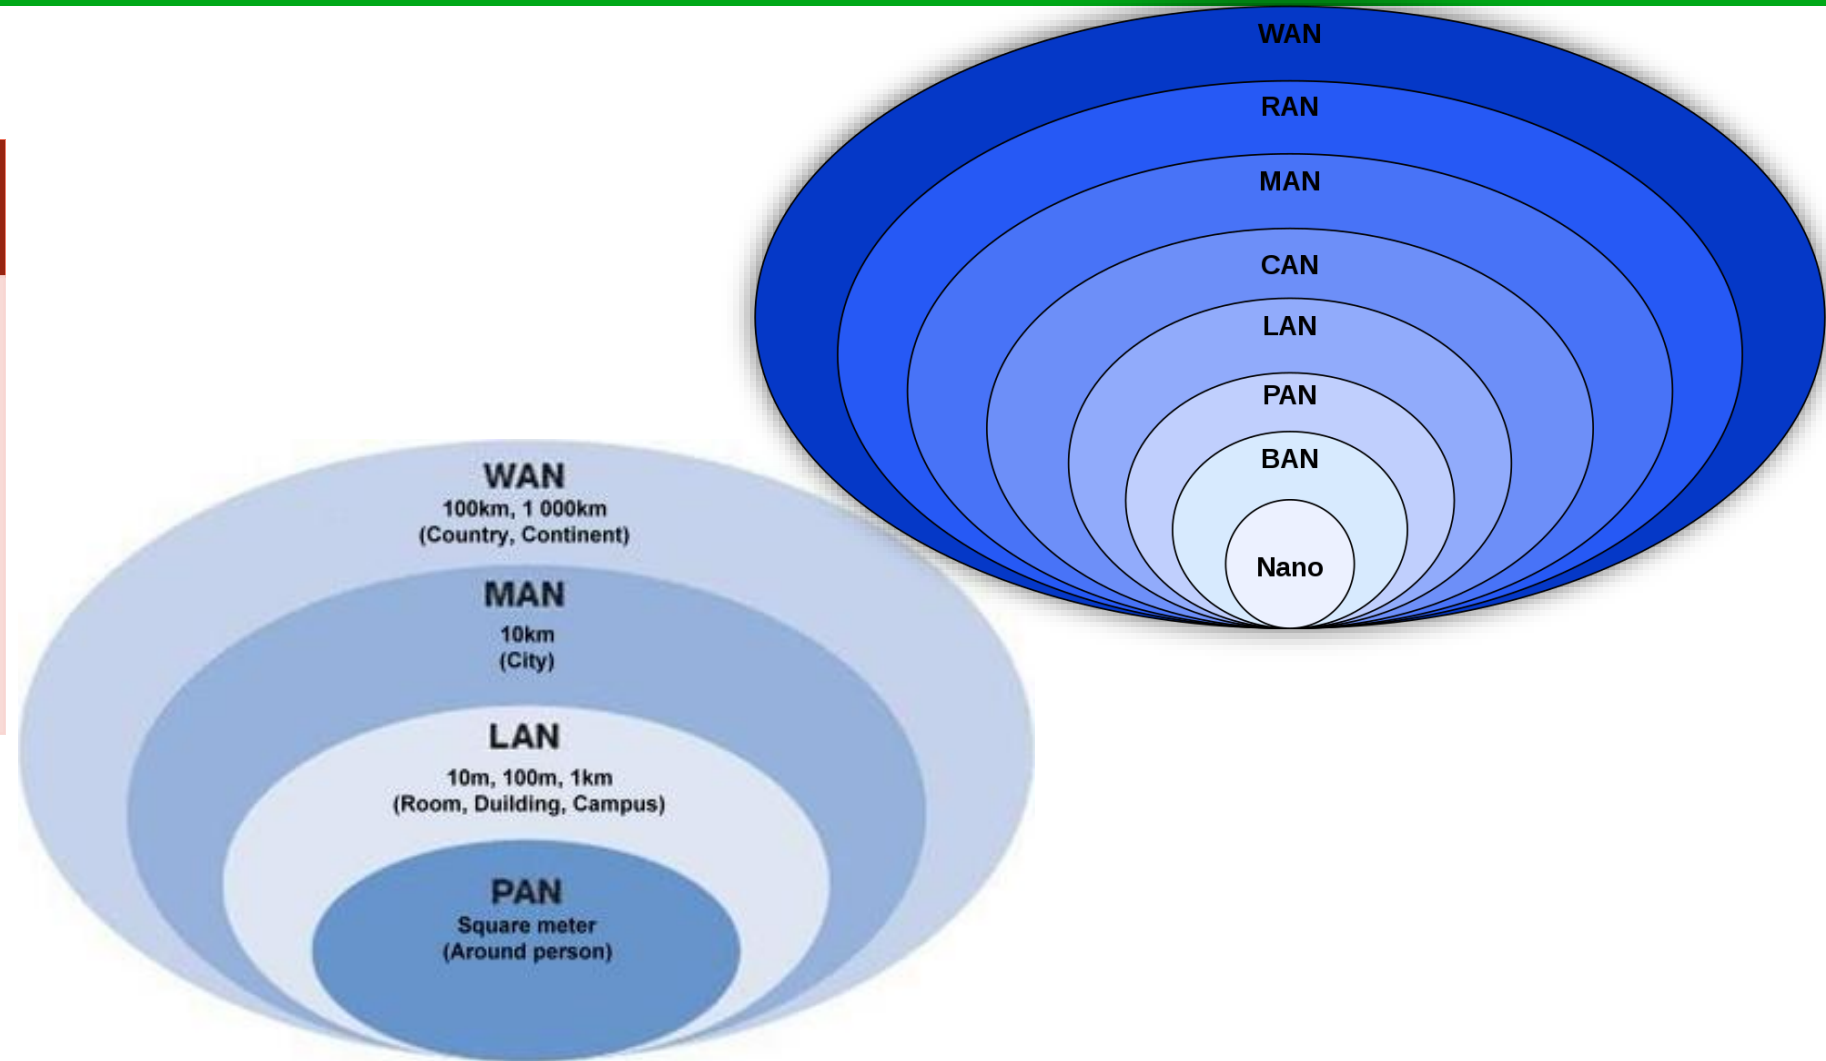 WAN
RAN
MAN
CAN
LAN
PAN
BAN
Nano
WAN
100km, 1 000km
(Country, Continent)
MAN
10km
(City)
LAN
10m, 100m, 1km
(Room, Duilding, Campus)
PAN
Square meter
(Around person)